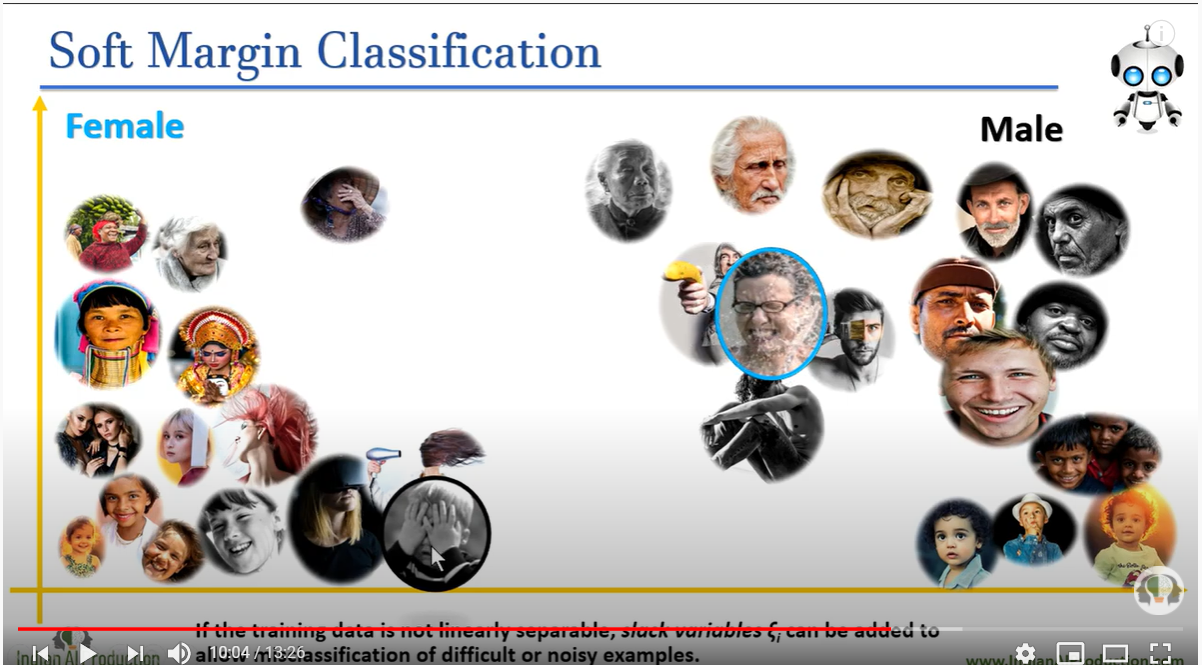 Soft Margin Classification
Female
Male
If the training data is not linearly separable, slack variables ξi can be added to
allow misclassification of difficult or noisy examples.
10:04 / 13:26